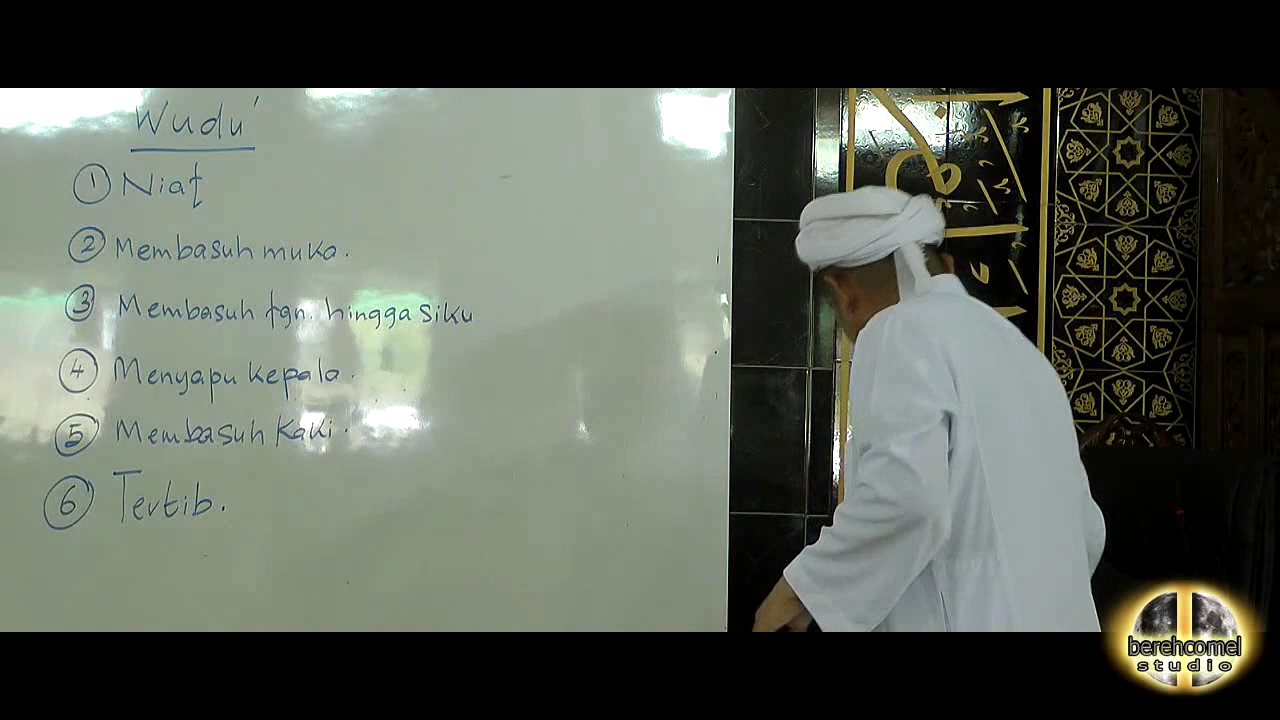 Wudu'
① Niat
② Membasuh muka.
③ Membasuh tgn. hingga siku
④ Menyapu kepala.
⑤ Membasuh kaki.
⑥ Tertib.
berehcomel
studio